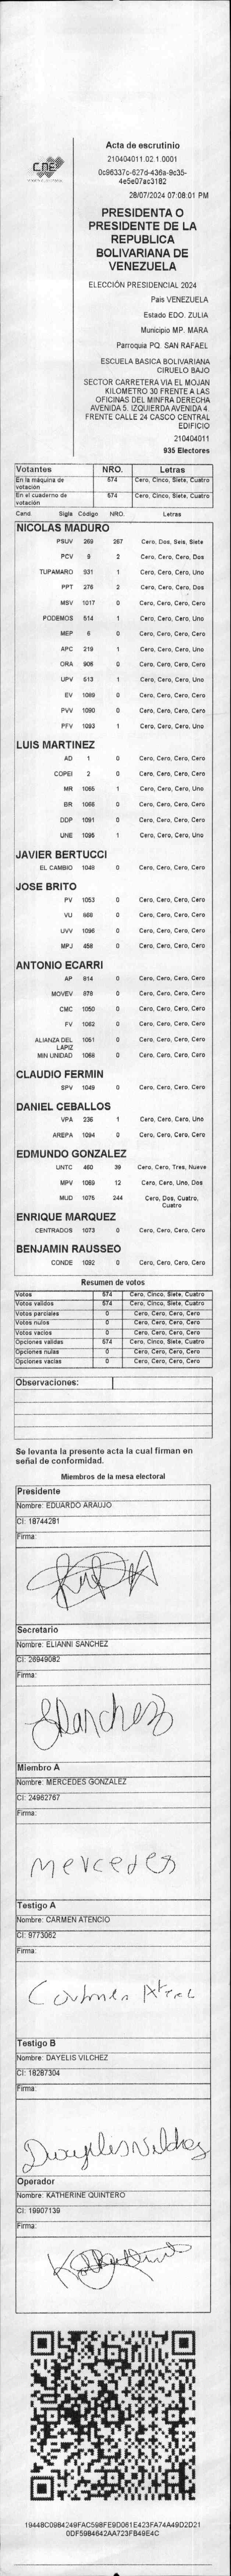 CNE
Acta de escrutinio
210404011.02.1.0001
0c96337c-627d-436a-9c35-
4e5e07ac3182
28/07/2024 07:08:01 PM
PRESIDENTA O
PRESIDENTE DE LA
REPUBLICA
BOLIVARIANA DE
VENEZUELA
ELECCIÓN PRESIDENCIAL 2024
Pais VENEZUELA
Estado EDO. ZULIA
Municipio MP. MARA
Parroquia PQ. SAN RAFAEL
ESCUELA BASICA BOLIVARIANA
CIRUELO BAJO
SECTOR CARRETERA VIA EL MOJAN
KILOMETRO 30 FRENTE A LAS
OFICINAS DEL MINFRA DERECHA
AVENIDA 5. IZQUIERDA AVENIDA 4.
FRENTE CALLE 24 CASCO CENTRAL
EDIFICIO
210404011
935 Electores
Votantes NRO. Letras
En la máquina de votación 574 Cero, Cinco, Siete, Cuatro
En el cuaderno de votación 574 Cero, Cinco, Siete, Cuatro
Cand. Sigla Código NRO. Letras
NICOLAS MADURO
PSUV 269 267 Cero, Dos, Seis, Siete
PCV 9 2 Cero, Cero, Cero, Dos
TUPAMARO 931 1 Cero, Cero, Cero, Uno
PPT 276 2 Cero, Cero, Cero, Dos
MSV 1017 0 Cero, Cero, Cero, Cero
PODEMOS 514 1 Cero, Cero, Cero, Uno
MEP 6 0 Cero, Cero, Cero, Cero
APC 219 1 Cero, Cero, Cero, Uno
ORA 906 0 Cero, Cero, Cero, Cero
UPV 513 1 Cero, Cero, Cero, Uno
EV 1089 0 Cero, Cero, Cero, Cero
PVV 1090 0 Cero, Cero, Cero, Cero
PFV 1093 1 Cero, Cero, Cero, Uno
LUIS MARTINEZ
AD 1 0 Cero, Cero, Cero, Cero
COPEI 2 0 Cero, Cero, Cero, Cero
MR 1065 1 Cero, Cero, Cero, Uno
BR 1066 0 Cero, Cero, Cero, Cero
DDP 1091 0 Cero, Cero, Cero, Cero
UNE 1095 1 Cero, Cero, Cero, Uno
JAVIER BERTUCCI
EL CAMBIO 1048 0 Cero, Cero, Cero, Cero
JOSE BRITO
PV 1053 0 Cero, Cero, Cero, Cero
VU 868 0 Cero, Cero, Cero, Cero
UVV 1096 0 Cero, Cero, Cero, Cero
MPJ 458 0 Cero, Cero, Cero, Cero
ANTONIO ECARRI
AP 814 0 Cero, Cero, Cero, Cero
MOVEV 878 0 Cero, Cero, Cero, Cero
CMC 1050 0 Cero, Cero, Cero, Cero
FV 1062 0 Cero, Cero, Cero, Cero
ALIANZA DEL LAPIZ 1051 0 Cero, Cero, Cero, Cero
MIN UNIDAD 1068 0 Cero, Cero, Cero, Cero
CLAUDIO FERMIN
SPV 1049 0 Cero, Cero, Cero, Cero
DANIEL CEBALLOS
VPA 236 1 Cero, Cero, Cero, Uno
AREPA 1094 0 Cero, Cero, Cero, Cero
EDMUNDO GONZALEZ
UNTC 460 39 Cero, Cero, Tres, Nueve
MPV 1069 12 Cero, Cero, Uno, Dos
MUD 1076 244 Cero, Dos, Cuatro, Cuatro
ENRIQUE MARQUEZ
CENTRADOS 1073 0 Cero, Cero, Cero, Cero
BENJAMIN RAUSSEO
CONDE 1092 0 Cero, Cero, Cero, Cero
Resumen de votos
Votos 574 Cero, Cinco, Siete, Cuatro
Votos validos 574 Cero, Cinco, Siete, Cuatro
Votos parciales 0 Cero, Cero, Cero, Cero
Votos nulos 0 Cero, Cero, Cero, Cero
Votos vacios 0 Cero, Cero, Cero, Cero
Opciones validas 574 Cero, Cinco, Siete, Cuatro
Opciones nulas 0 Cero, Cero, Cero, Cero
Opciones vacias 0 Cero, Cero, Cero, Cero
Observaciones:
Se levanta la presente acta la cual firman en
señal de conformidad.
Miembros de la mesa electoral
Presidente
Nombre: EDUARDO ARAUJO
CI: 18744281
Firma:
Secretario
Nombre: ELIANNI SANCHEZ
CI: 26949082
Firma:
SSanchez
Miembro A
Nombre: MERCEDES GONZALEZ
CI: 24962767
Firma:
Mercedes
Testigo A
Nombre: CARMEN ATENCIO
CI: 9773062
Firma:
Testigo B
Nombre: DAYELIS VILCHEZ
CI: 18287304
Firma:
Operador
Nombre: KATHERINE QUINTERO
CI: 19907139
Firma:
19448C0984249FAC598FE9D061E423FA74A49D2D21
0DF5984642AA723FB49E4C